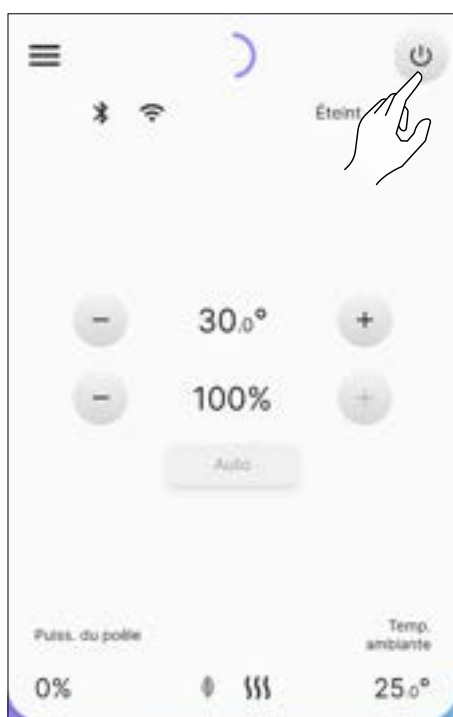 Éteint
− 30.0° +
− 100% +
Auto
Puiss. du poêle
Temp.
ambiante
0%
25.0°